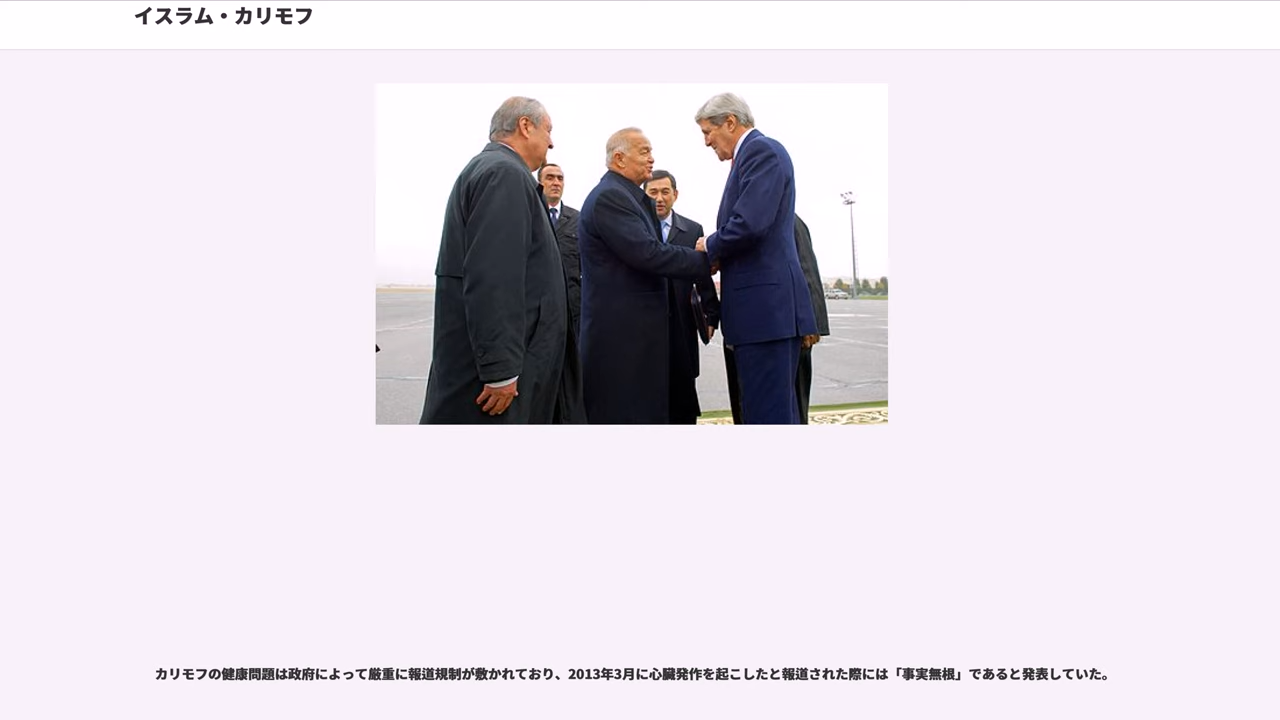 イスラム・カリモフ
カリモフの健康問題は政府によって厳重に報道規制が敷かれており、2013年3月に心臓発作を起こしたと報道された際には「事実無根」であると発表していた。